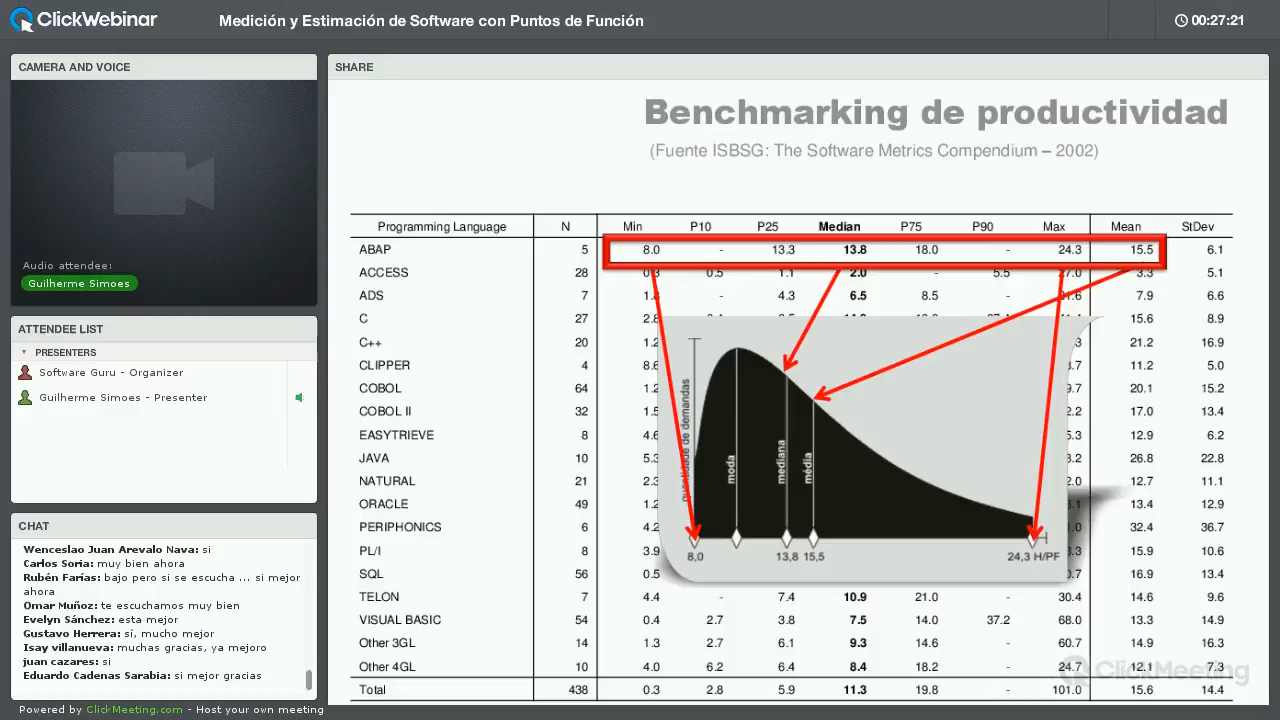 ClickWebinar
Medición y Estimación de Software con Puntos de Función
00:27:21
CAMERA AND VOICE
Audio attendee:
Guilherme Simoes
ATTENDEE LIST
PRESENTERS
Software Guru - Organizer
Guilherme Simoes - Presenter
CHAT
Wenceslao Juan Arevalo Nava: si
Carlos Soria: muy bien ahora
Rubén Farías: bajo pero si se escucha ... si mejor
ahora
Omar Muñoz: te escuchamos muy bien
Evelyn Sánchez: esta mejor
Gustavo Herrera: sí, mucho mejor
Isay villanueva: muchas gracias, ya mejoro
juan cazares: si
Eduardo Cadenas Sarabia: si mejor gracias
Powered by ClickMeeting.com - Host your own meeting
SHARE
Benchmarking de productividad
(Fuente ISBSG: The Software Metrics Compendium – 2002)
Programming Language N Min P10 P25 Median P75 P90 Max Mean StDev
ABAP 5 8.0 - 13.3 13.8 18.0 - 24.3 15.5 6.1
ACCESS 28 0.3 0.5 1.1 2.0 - 5.5 3.3 5.1
ADS 7 - 4.3 6.5 8.5 - 7.9 6.6
C 27 15.6 8.9
C++ 20 21.2 16.9
CLIPPER 4 11.2 5.0
COBOL 64 20.1 15.2
COBOL II 32 17.0 13.4
EASYTRIEVE 8 12.9 6.2
JAVA 10 26.8 22.8
NATURAL 21 12.7 11.1
ORACLE 49 13.4 12.9
PERIPHONICS 6 32.4 36.7
PL/I 8 3.9 15.9 10.6
SQL 56 0.5 16.9 13.4
TELON 7 4.4 - 7.4 10.9 21.0 - 30.4 14.6 9.6
VISUAL BASIC 54 0.4 2.7 3.8 7.5 14.0 37.2 68.0 13.3 14.9
Other 3GL 14 1.3 2.7 6.1 9.3 14.6 - 60.7 14.9 16.3
Other 4GL 10 4.0 6.2 6.4 8.4 18.2 - 24.7 12.1 7.3
Total 438 0.3 2.8 5.9 11.3 19.8 - 101.0 15.6 14.4
quantidade de demandas
moda
mediana
média
8,0 13,8 15,5 24,3 H/PF
ClickMeeting